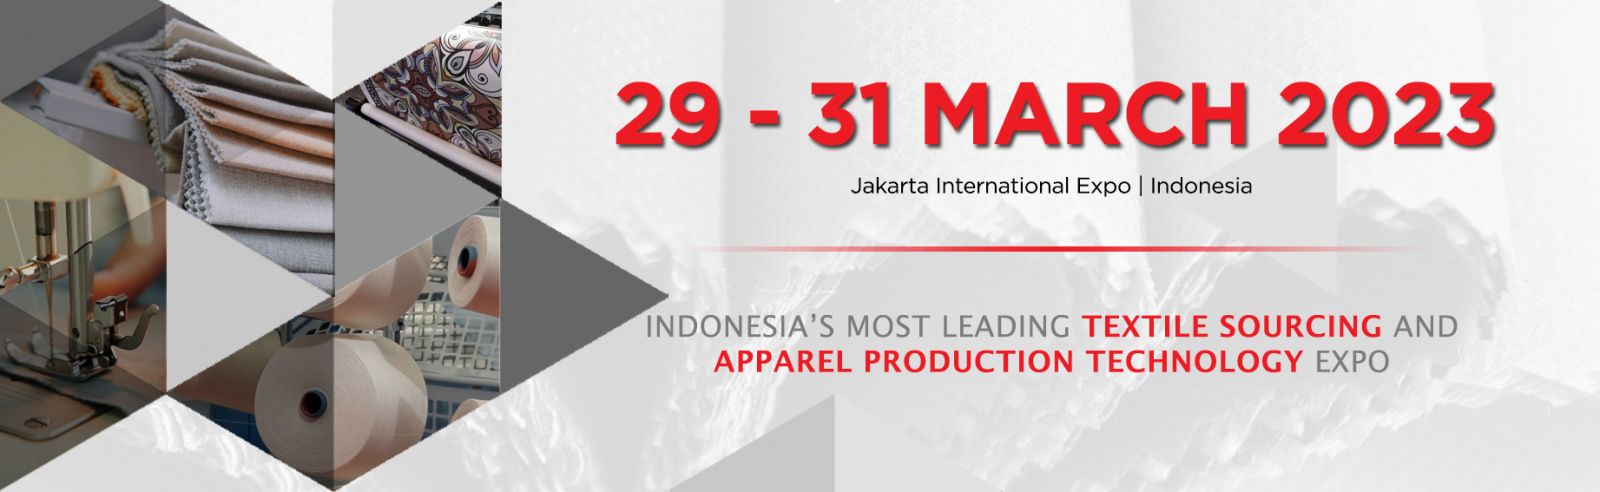 29 - 31 MARCH 2023
Jakarta International Expo | Indonesia
INDONESIA'S MOST LEADING TEXTILE SOURCING AND
APPAREL PRODUCTION TECHNOLOGY EXPO